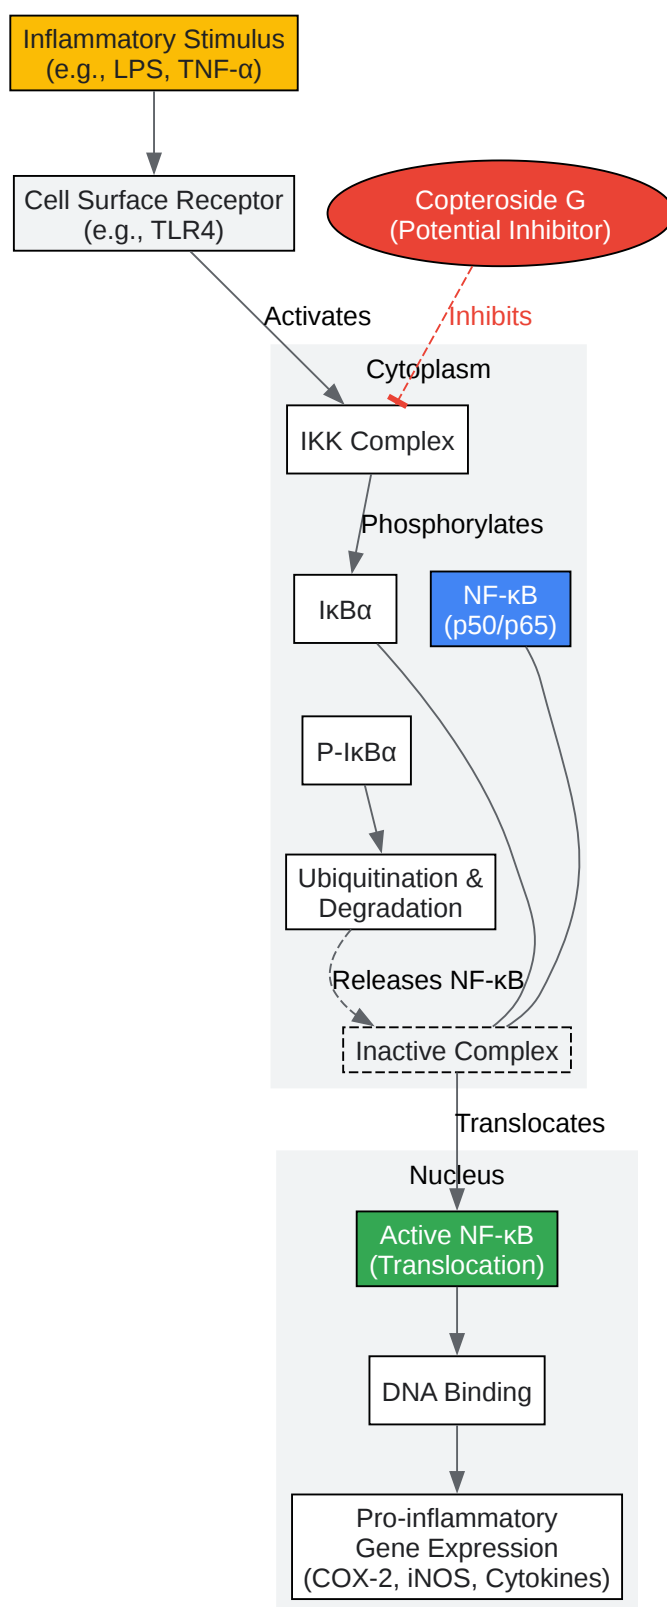 Inflammatory Stimulus
(e.g., LPS, TNF-α)
Cell Surface Receptor
(e.g., TLR4)
Copteroside G
(Potential Inhibitor)
Activates
Inhibits
Cytoplasm
IKK Complex
Phosphorylates
IκBα
NF-κB
(p50/p65)
P-IκBα
Ubiquitination &
Degradation
Releases NF-κB
Inactive Complex
Translocates
Nucleus
Active NF-κB
(Translocation)
DNA Binding
Pro-inflammatory
Gene Expression
(COX-2, iNOS, Cytokines)